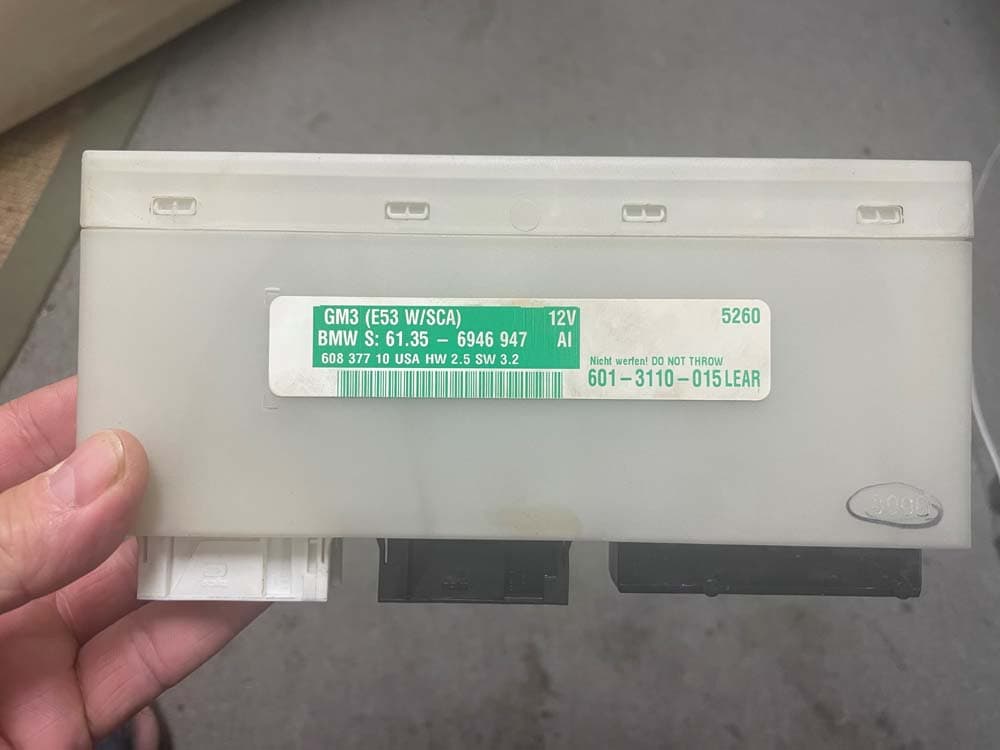 GM3 (E53 W/SCA) 12V
BMW S: 61.35 – 6946 947 AI
608 377 10 USA HW 2.5 SW 3.2
5260
Nicht werfen! DO NOT THROW
601–3110–015 LEAR